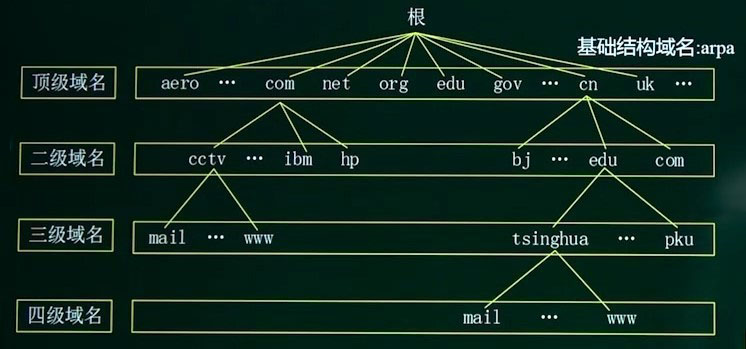 根
基础结构域名:arpa
顶级域名 aero … com net org edu gov … cn uk …
二级域名 cctv … ibm hp bj … edu com
三级域名 mail … www tsinghua … pku
四级域名 mail … www